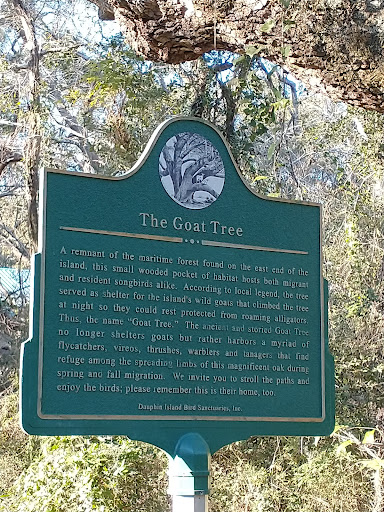 The Goat Tree
A remnant of the maritime forest found on the east end of the
island, this small wooded pocket of habitat hosts both migrant
and resident songbirds alike. According to local legend, the tree
served as shelter for the island's wild goats that climbed the tree
at night so they could rest protected from roaming alligators.
Thus, the name "Goat Tree." The ancient and storied Goat Tree
no longer shelters goats but rather harbors a myriad of
flycatchers, vireos, thrushes, warblers and tanagers that find
refuge among the spreading limbs of this magnificent oak during
spring and fall migration. We invite you to stroll the paths and
enjoy the birds; please remember this is their home, too.
Dauphin Island Bird Sanctuaries, Inc.